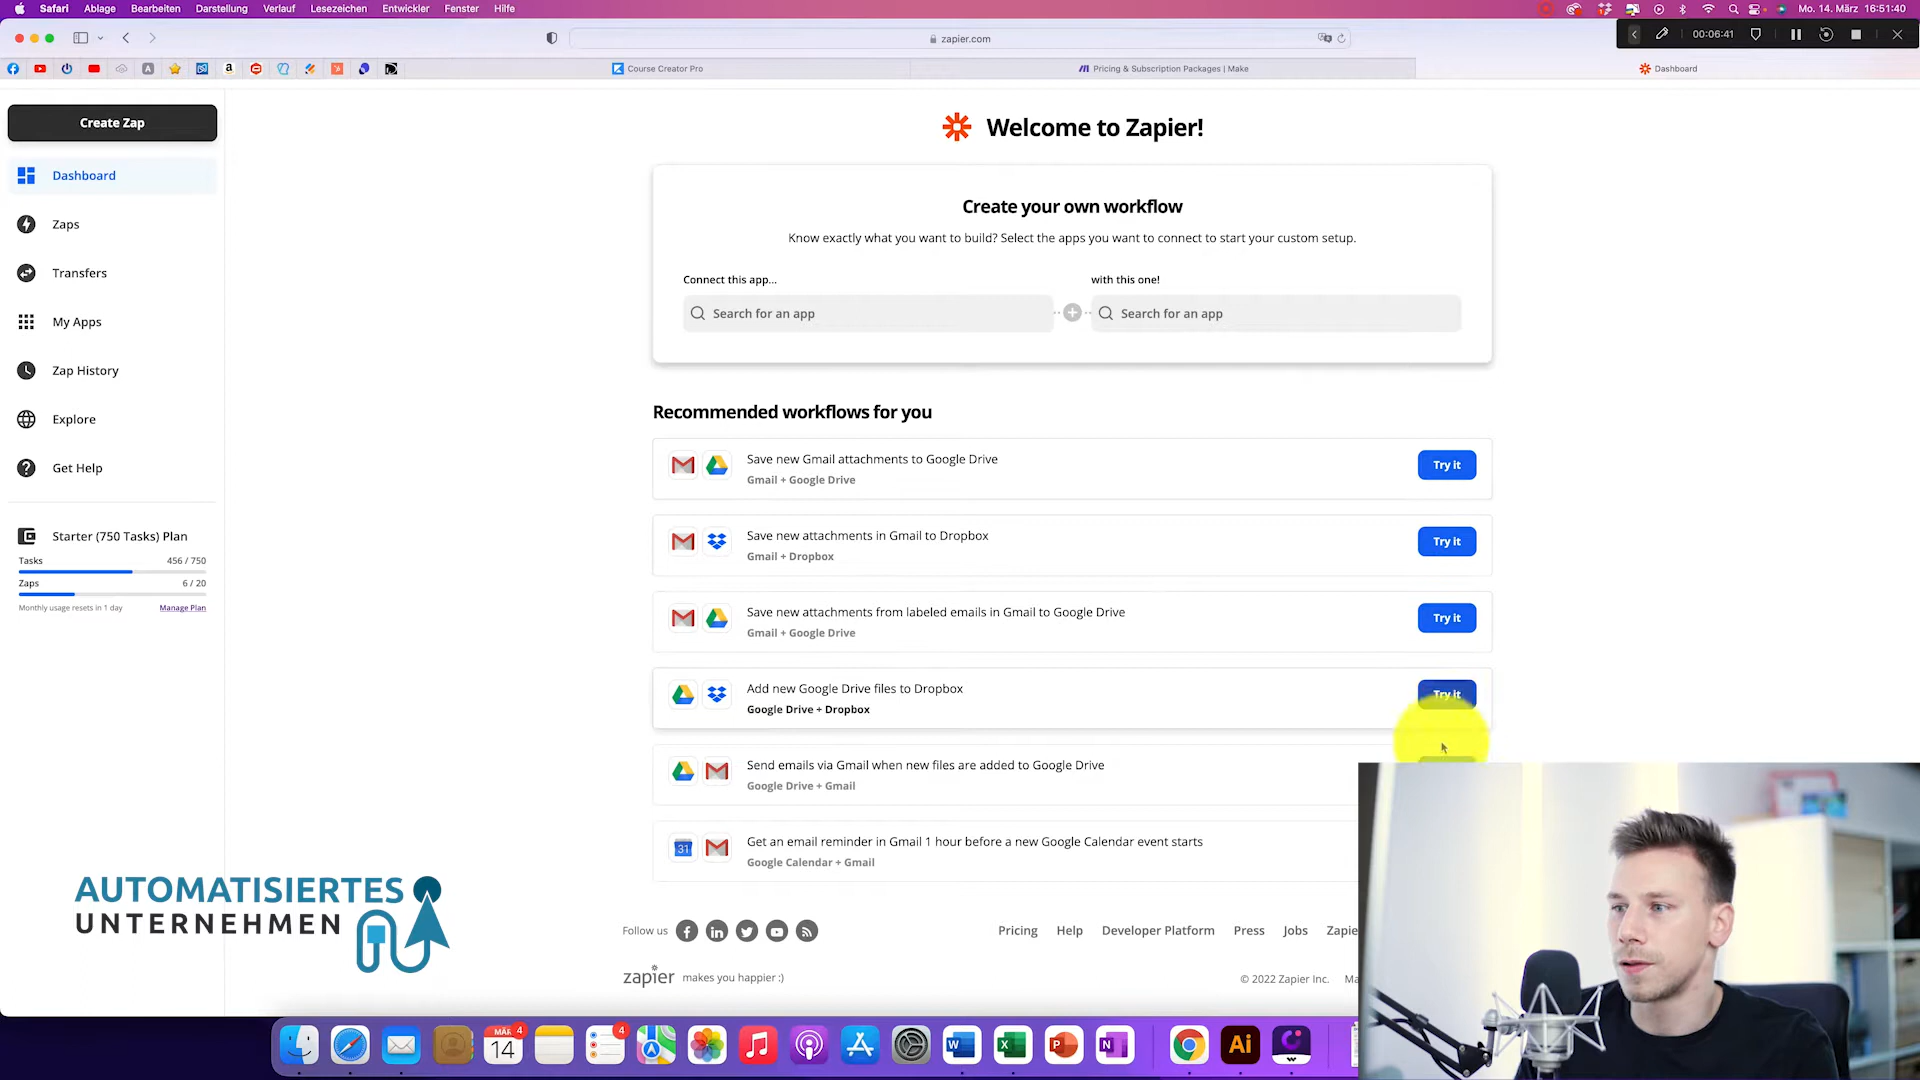 Safari Ablage Bearbeiten Darstellung Verlauf Lesezeichen Entwickler Fenster Hilfe
Mo. 14. März 16:51:40
zapier.com
00:06:41
Course Creator Pro
Pricing & Subscription Packages | Make
Dashboard
Create Zap
Dashboard
Zaps
Transfers
My Apps
Zap History
Explore
Get Help
Starter (750 Tasks) Plan
Tasks 456 / 750
Zaps 6 / 20
Monthly usage resets in 1 day Manage Plan
Welcome to Zapier!
Create your own workflow
Know exactly what you want to build? Select the apps you want to connect to start your custom setup.
Connect this app...
with this one!
Search for an app
Search for an app
Recommended workflows for you
Save new Gmail attachments to Google Drive
Gmail + Google Drive
Try it
Save new attachments in Gmail to Dropbox
Gmail + Dropbox
Try it
Save new attachments from labeled emails in Gmail to Google Drive
Gmail + Google Drive
Try it
Add new Google Drive files to Dropbox
Google Drive + Dropbox
Try it
Send emails via Gmail when new files are added to Google Drive
Google Drive + Gmail
31
Get an email reminder in Gmail 1 hour before a new Google Calendar event starts
Google Calendar + Gmail
AUTOMATISIERTES
UNTERNEHMEN
Follow us
Pricing Help Developer Platform Press Jobs Zapie
zapier makes you happier :)
© 2022 Zapier Inc. Ma
MÄR 4
14
4
W X P N Ai